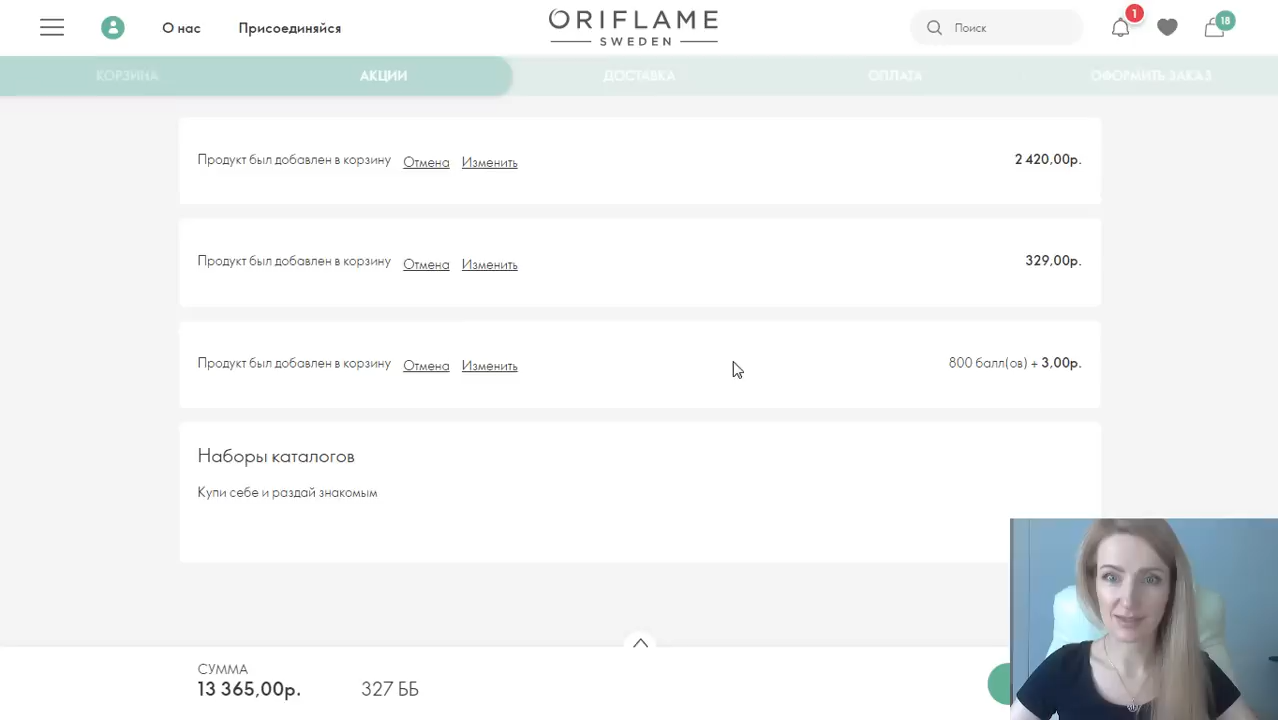 О нас
Присоединяйся
ORIFLAME
SWEDEN
Поиск
1
18
КОРЗИНА
АКЦИИ
ДОСТАВКА
ОПЛАТА
ОФОРМИТЬ ЗАКАЗ
Продукт был добавлен в корзину Отмена Изменить 2 420,00р.
Продукт был добавлен в корзину Отмена Изменить 329,00р.
Продукт был добавлен в корзину Отмена Изменить 800 балл(ов) + 3,00р.
Наборы каталогов
Купи себе и раздай знакомым
СУММА
13 365,00р. 327 ББ